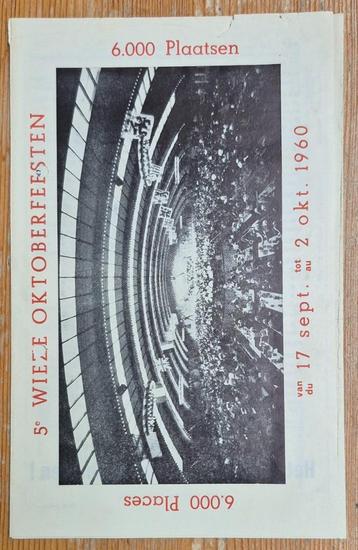 6.000 Plaatsen
5e WIEZE OKTOBERFEESTEN
van du 17 sept. tot au 2 okt. 1960
6.000 Places